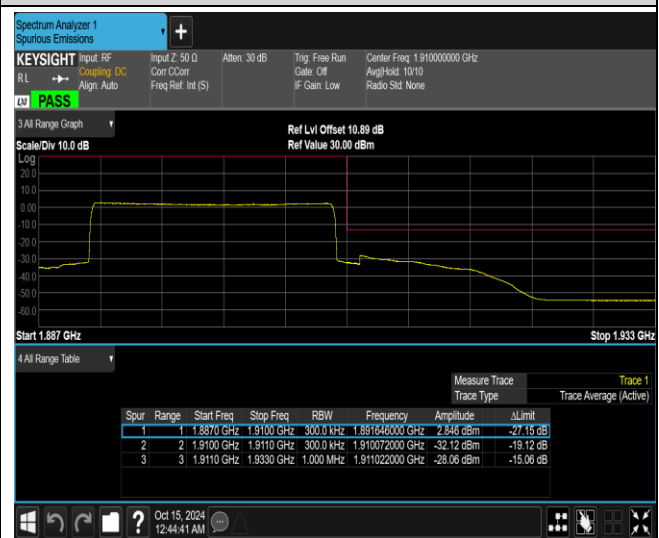 Spectrum Analyzer 1
Spurious Emissions
+
KEYSIGHT Input: RF Input Z: 50 Ω Atten: 30 dB Trig: Free Run Center Freq: 1.910000000 GHz
RL Coupling: DC Corr CCorr Gate: Off Avg|Hold: 10/10
Align: Auto Freq Ref: Int (S) IF Gain: Low Radio Std: None
LXI PASS
3 All Range Graph
Ref Lvl Offset 10.89 dB
Scale/Div 10.0 dB Ref Value 30.00 dBm
Log
20.0
10.0
0.00
-10.0
-20.0
-30.0
-40.0
-50.0
-60.0
Start 1.887 GHz Stop 1.933 GHz
4 All Range Table
Measure Trace Trace 1
Trace Type Trace Average (Active)
Spur Range Start Freq Stop Freq RBW Frequency Amplitude ΔLimit
1 1 1.8870 GHz 1.9100 GHz 300.0 kHz 1.891646000 GHz 2.846 dBm -27.15 dB
2 2 1.9100 GHz 1.9110 GHz 300.0 kHz 1.910072000 GHz -32.12 dBm -19.12 dB
3 3 1.9110 GHz 1.9330 GHz 1.000 MHz 1.911022000 GHz -28.06 dBm -15.06 dB
? Oct 15, 2024
12:44:41 AM